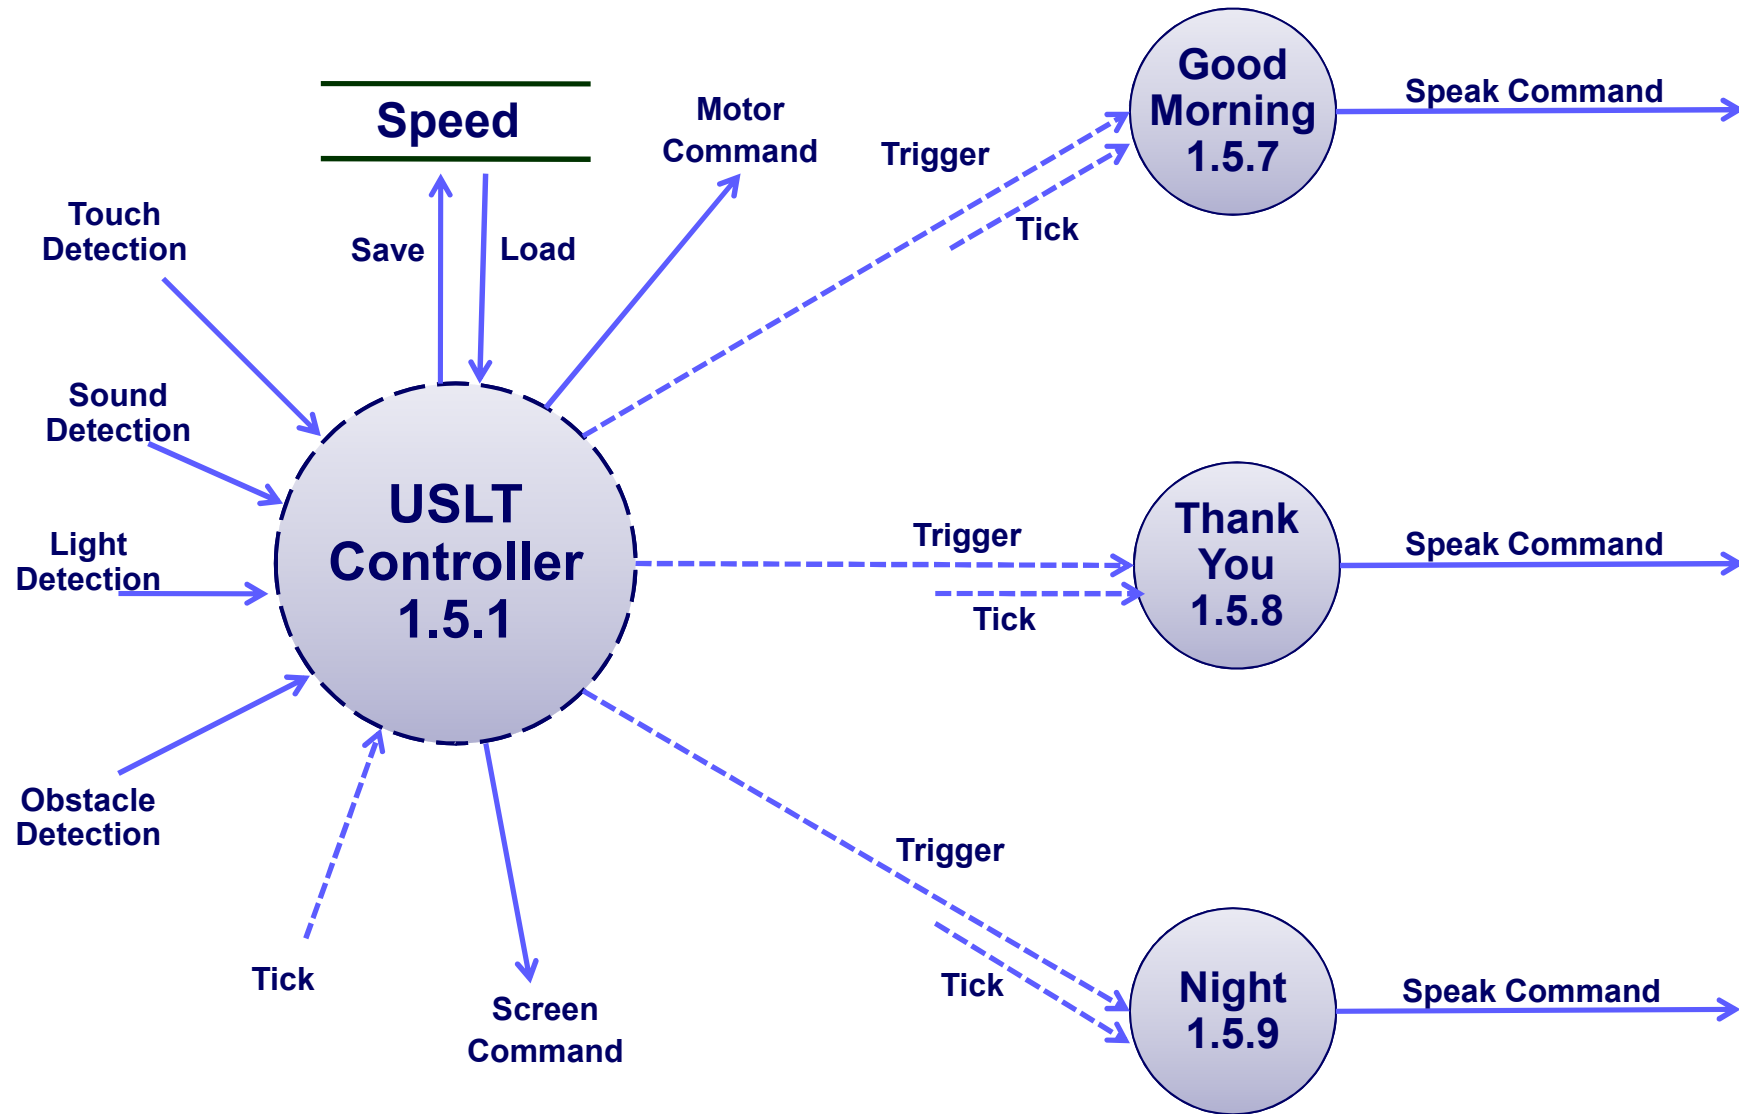 Good
Morning
1.5.7
Speak Command
Speed
Motor
Command
Trigger
Tick
Touch
Detection
Save
Load
Sound
Detection
USLT
Controller
1.5.1
Light
Detection
Trigger
Tick
Thank
You
1.5.8
Speak Command
Obstacle
Detection
Tick
Screen
Command
Trigger
Tick
Night
1.5.9
Speak Command